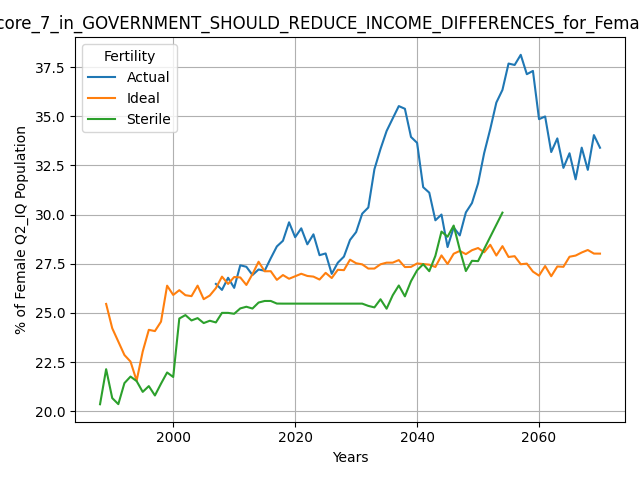 core_7_in_GOVERNMENT_SHOULD_REDUCE_INCOME_DIFFERENCES_for_Fema
Fertility
Actual
Ideal
Sterile
% of Female Q2_IQ Population
37.5
35.0
32.5
30.0
27.5
25.0
22.5
20.0
2000
2020
2040
2060
Years